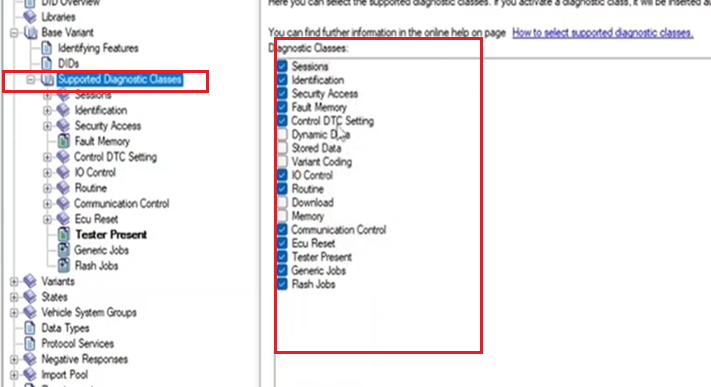 DID Overview
Libraries
Base Variant
Identifying Features
DIDs
Supported Diagnostic Classes
Sessions
Identification
Security Access
Fault Memory
Control DTC Setting
IO Control
Routine
Communication Control
Ecu Reset
Tester Present
Generic Jobs
Flash Jobs
Variants
States
Vehicle System Groups
Data Types
Protocol Services
Negative Responses
Import Pool
Here you can select the supported diagnostic classes. If you activate a diagnostic class, it will be inserted au
You can find further information in the online help on page How to select supported diagnostic classes.
Diagnostic Classes:
Sessions
Identification
Security Access
Fault Memory
Control DTC Setting
Dynamic Data
Stored Data
Variant Coding
IO Control
Routine
Download
Memory
Communication Control
Ecu Reset
Tester Present
Generic Jobs
Flash Jobs